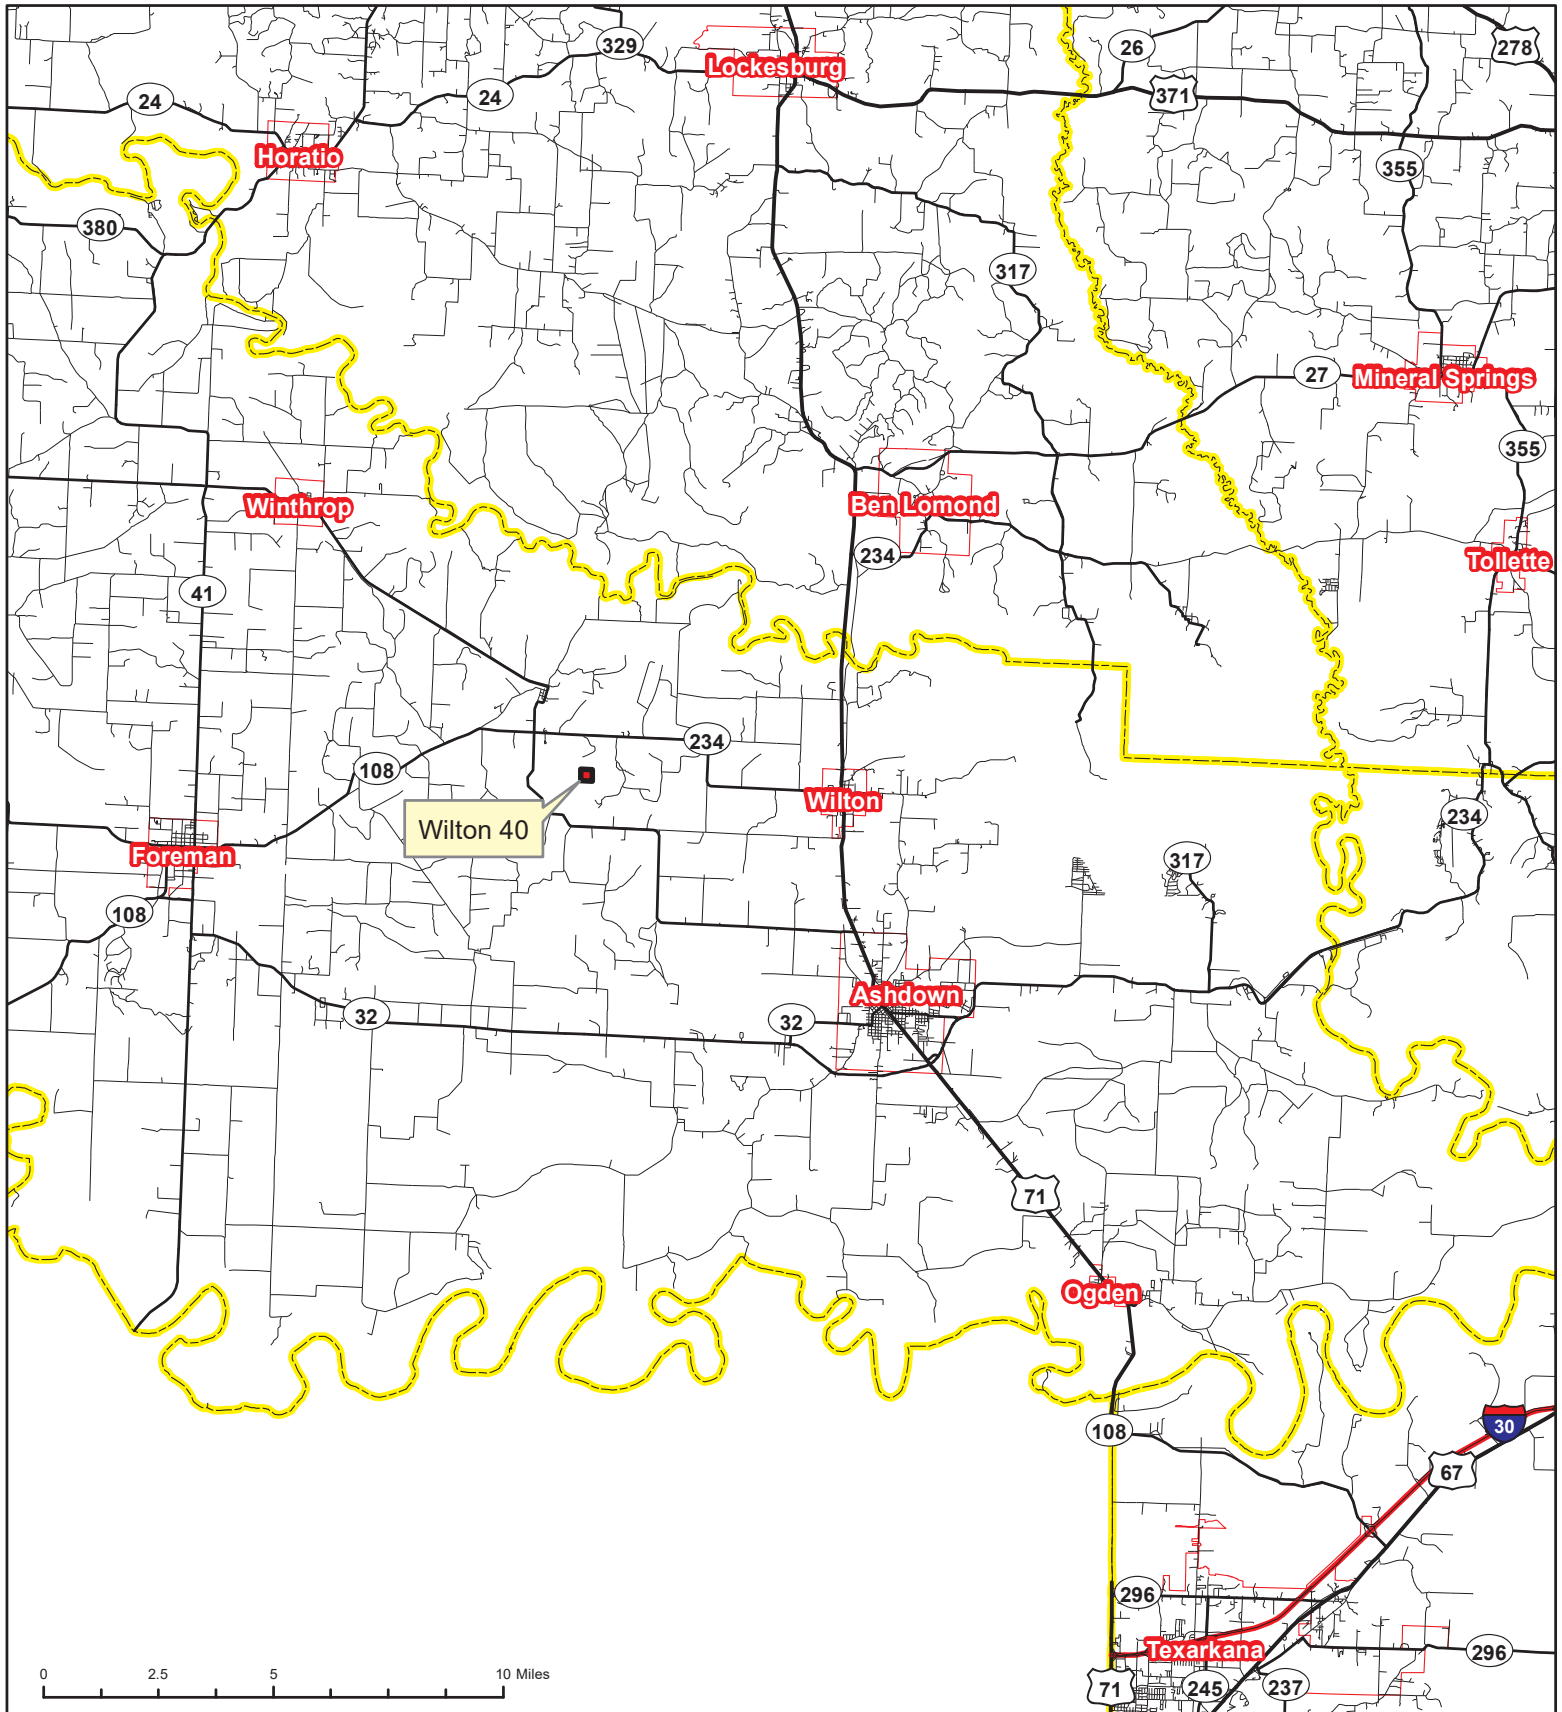 329
26
278
Lockesburg
24
24
371
Horatio
355
380
317
27
Mineral Springs
355
Winthrop
Ben Lomond
234
Tollette
41
234
108
Wilton
Wilton 40
234
Foreman
317
108
Ashdown
32
32
71
Ogden
30
108
67
296
Texarkana
296
0 2.5 5 10 Miles
71
245
237